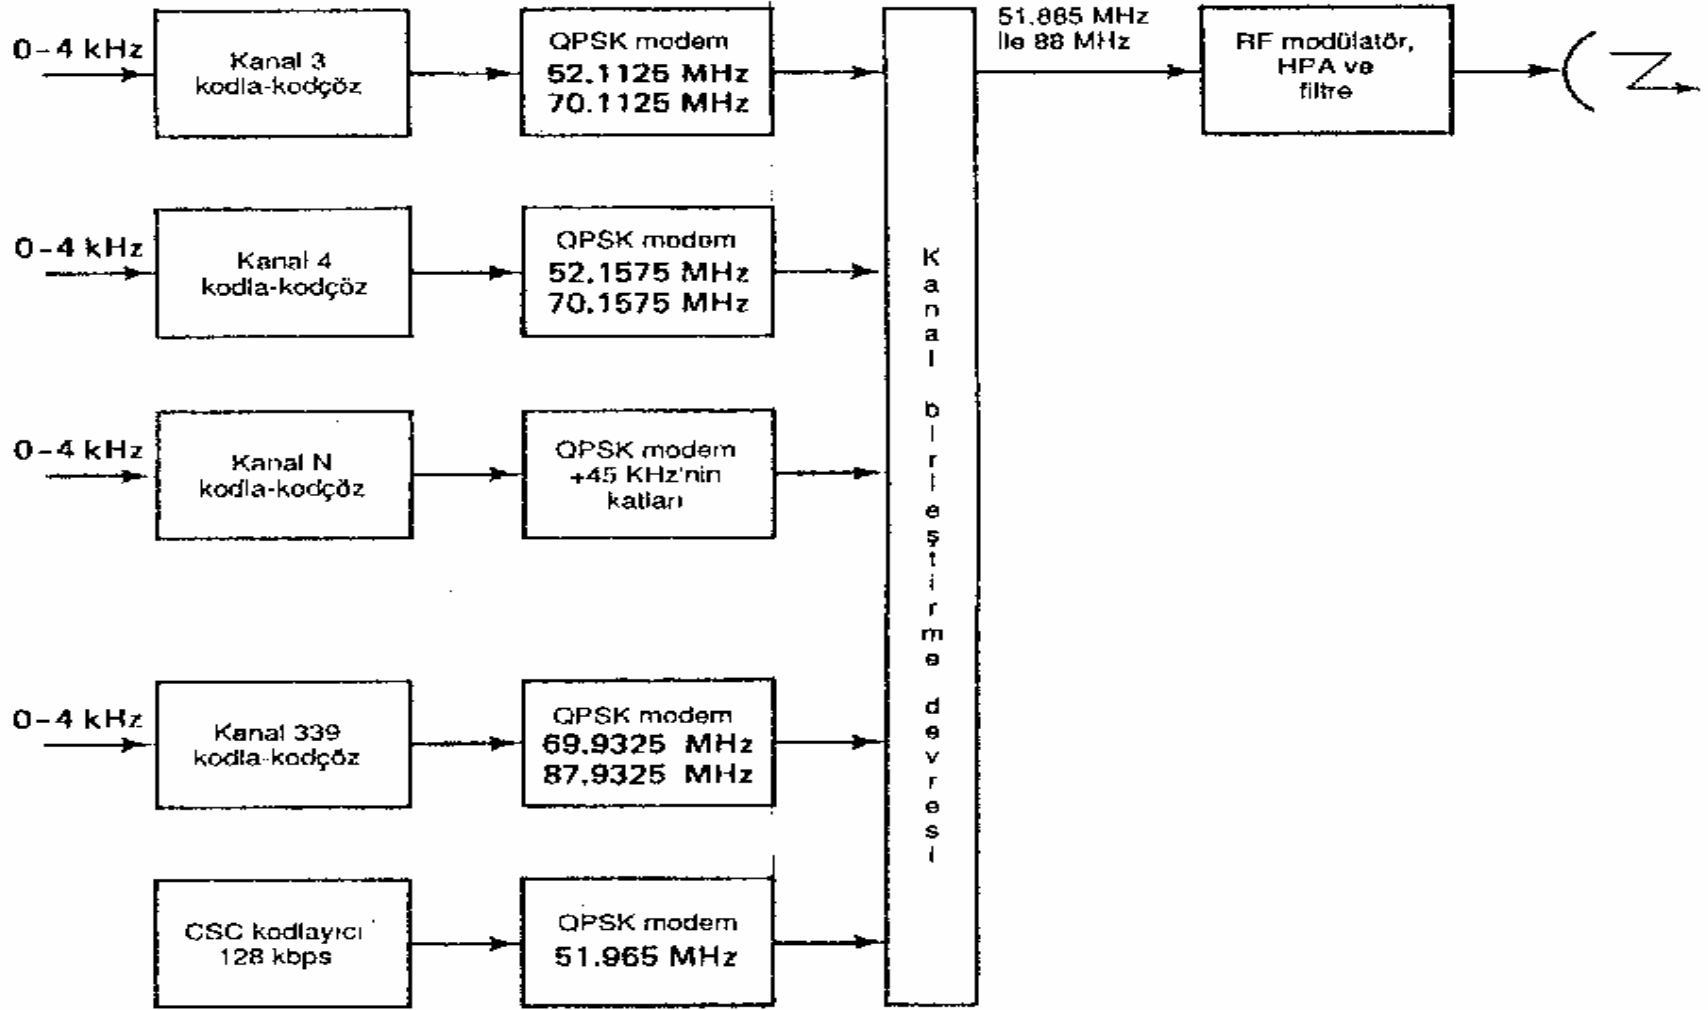 0-4 kHz
Kanal 3
kodla-kodçöz
QPSK modem
52.1125 MHz
70.1125 MHz
51.885 MHz
ile 88 MHz
RF modülatör,
HPA ve
filtre
0-4 kHz
Kanal 4
kodla-kodçöz
QPSK modem
52.1575 MHz
70.1575 MHz
Kanal birleştirme devresi
0-4 kHz
Kanal N
kodla-kodçöz
QPSK modem
+45 KHz'nin
katları
0-4 kHz
Kanal 339
kodla-kodçöz
QPSK modem
69.9325 MHz
87.9325 MHz
CSC kodlayıcı
128 kbps
QPSK modem
51.965 MHz